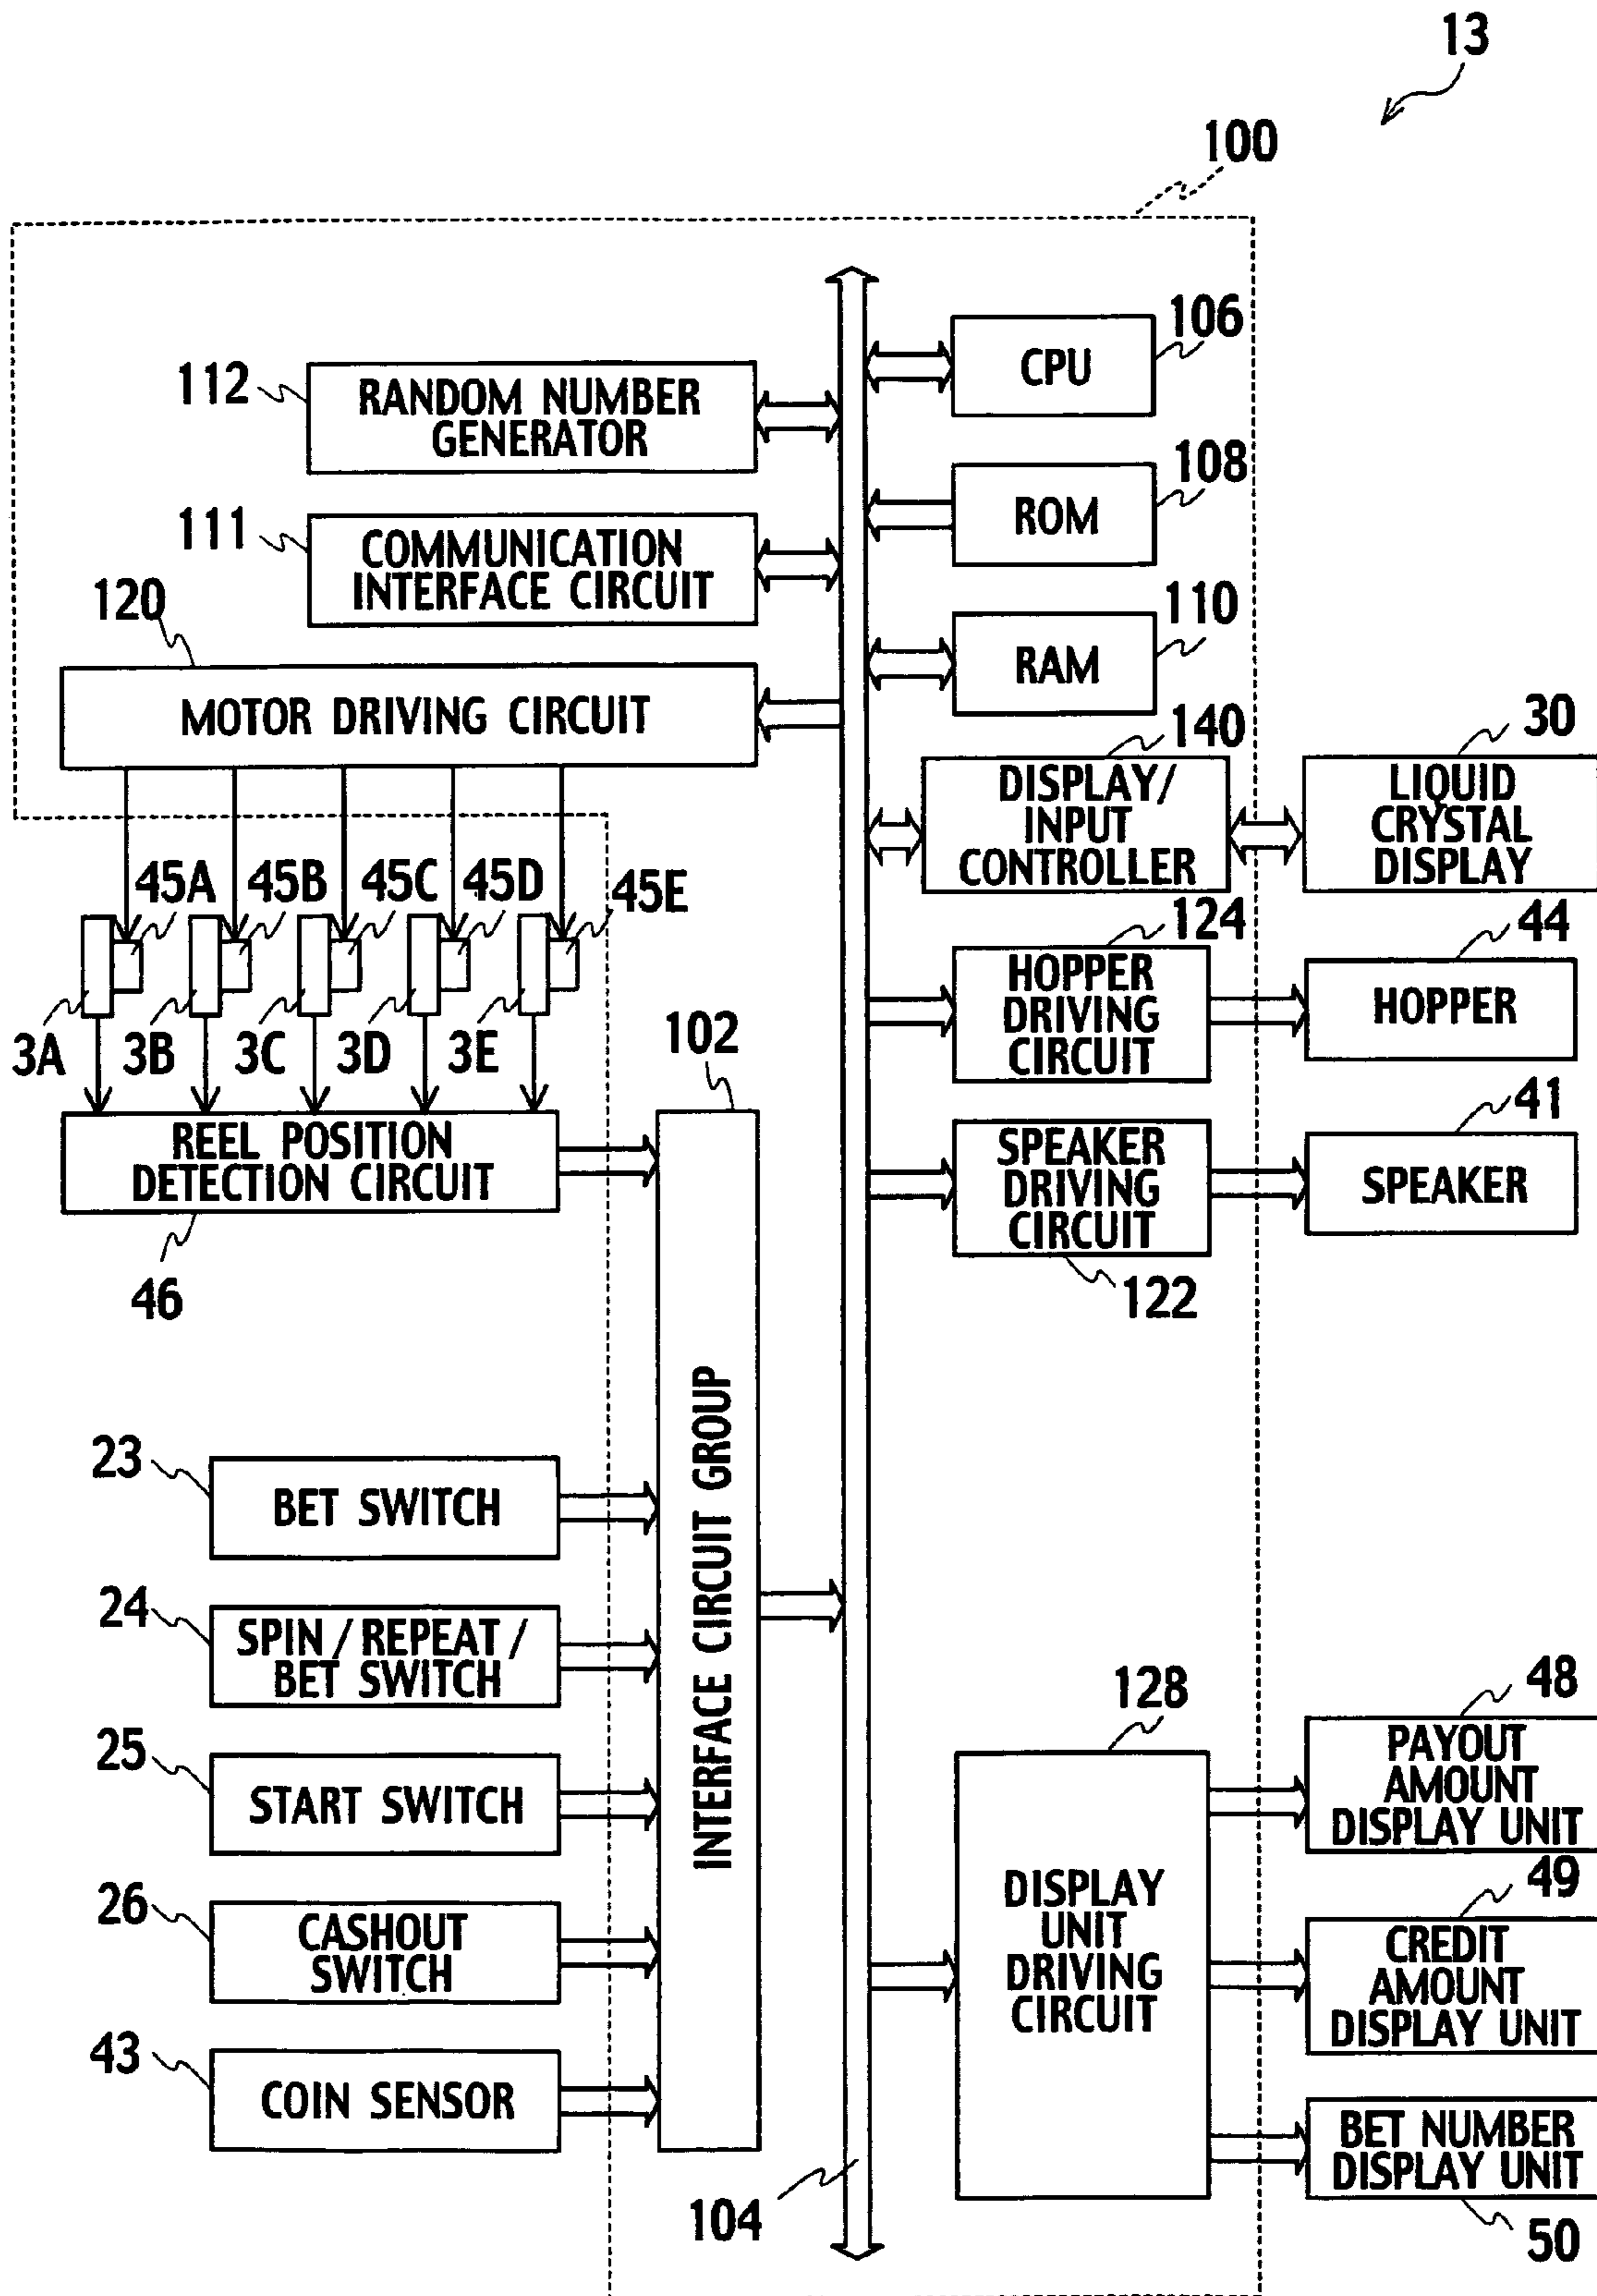 13
100
106
CPU
112
RANDOM NUMBER
GENERATOR
108
ROM
111
COMMUNICATION
INTERFACE CIRCUIT
110
RAM
120
MOTOR DRIVING CIRCUIT
140
DISPLAY/
INPUT
CONTROLLER
30
LIQUID
CRYSTAL
DISPLAY
45A 45B 45C 45D 45E
3A 3B 3C 3D 3E
124
HOPPER
DRIVING
CIRCUIT
44
HOPPER
102
REEL POSITION
DETECTION CIRCUIT
46
SPEAKER
DRIVING
CIRCUIT
122
41
SPEAKER
INTERFACE CIRCUIT GROUP
23
BET SWITCH
24
SPIN / REPEAT /
BET SWITCH
25
START SWITCH
26
CASHOUT
SWITCH
43
COIN SENSOR
104
128
DISPLAY
UNIT
DRIVING
CIRCUIT
48
PAYOUT
AMOUNT
DISPLAY UNIT
49
CREDIT
AMOUNT
DISPLAY UNIT
BET NUMBER
DISPLAY UNIT
50